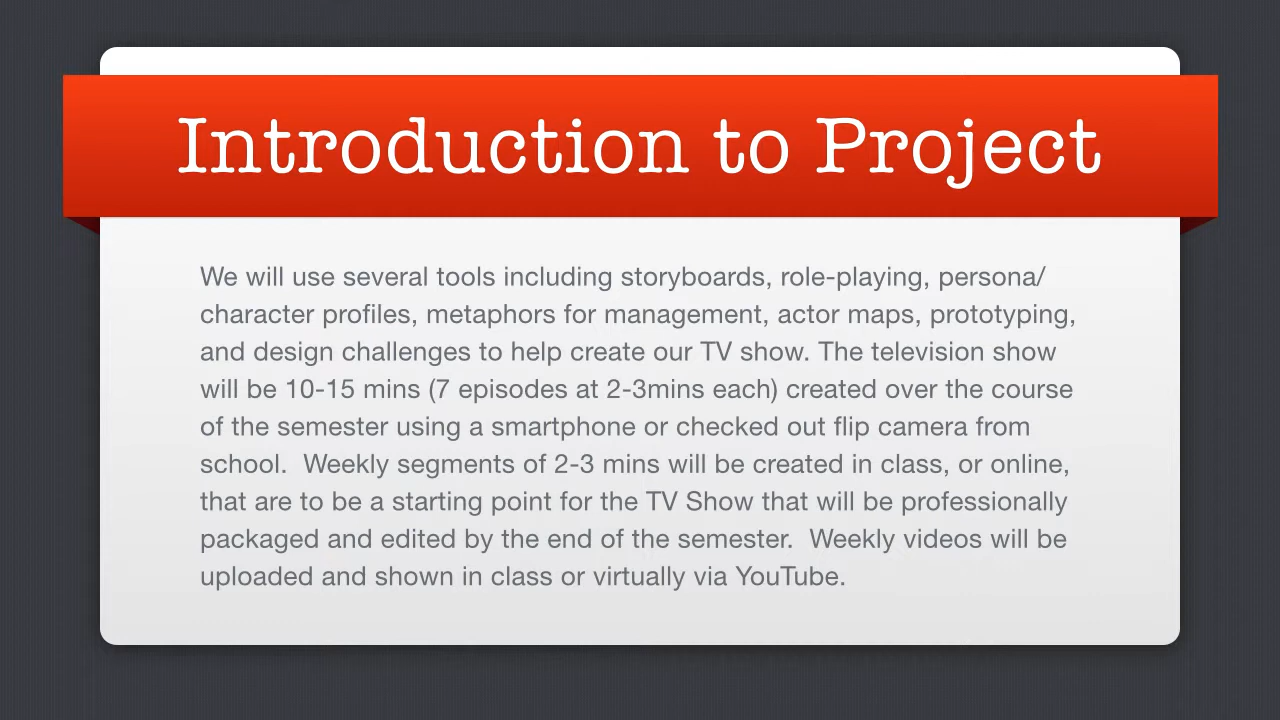 Introduction to Project
We will use several tools including storyboards, role-playing, persona/
character profiles, metaphors for management, actor maps, prototyping,
and design challenges to help create our TV show. The television show
will be 10-15 mins (7 episodes at 2-3mins each) created over the course
of the semester using a smartphone or checked out flip camera from
school.  Weekly segments of 2-3 mins will be created in class, or online,
that are to be a starting point for the TV Show that will be professionally
packaged and edited by the end of the semester.  Weekly videos will be
uploaded and shown in class or virtually via YouTube.